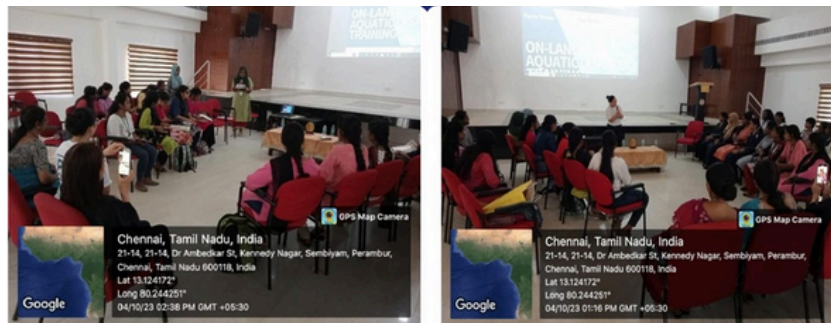 ON-LAND
AQUATIC
TRAINING
GPS Map Camera
Chennai, Tamil Nadu, India
21-14, 21-14, Dr Ambedkar St, Kennedy Nagar, Sembiyam, Perambur,
Chennai, Tamil Nadu 600118, India
Lat 13.124172°
Long 80.244251°
04/10/23 02:38 PM GMT +05:30
Google
ON-LAND
AQUATIC
GPS Map Camera
Chennai, Tamil Nadu, India
21-14, 21-14, Dr Ambedkar St, Kennedy Nagar, Sembiyam, Perambur,
Chennai, Tamil Nadu 600118, India
Lat 13.124172°
Long 80.244251°
04/10/23 01:16 PM GMT +05:30
Google